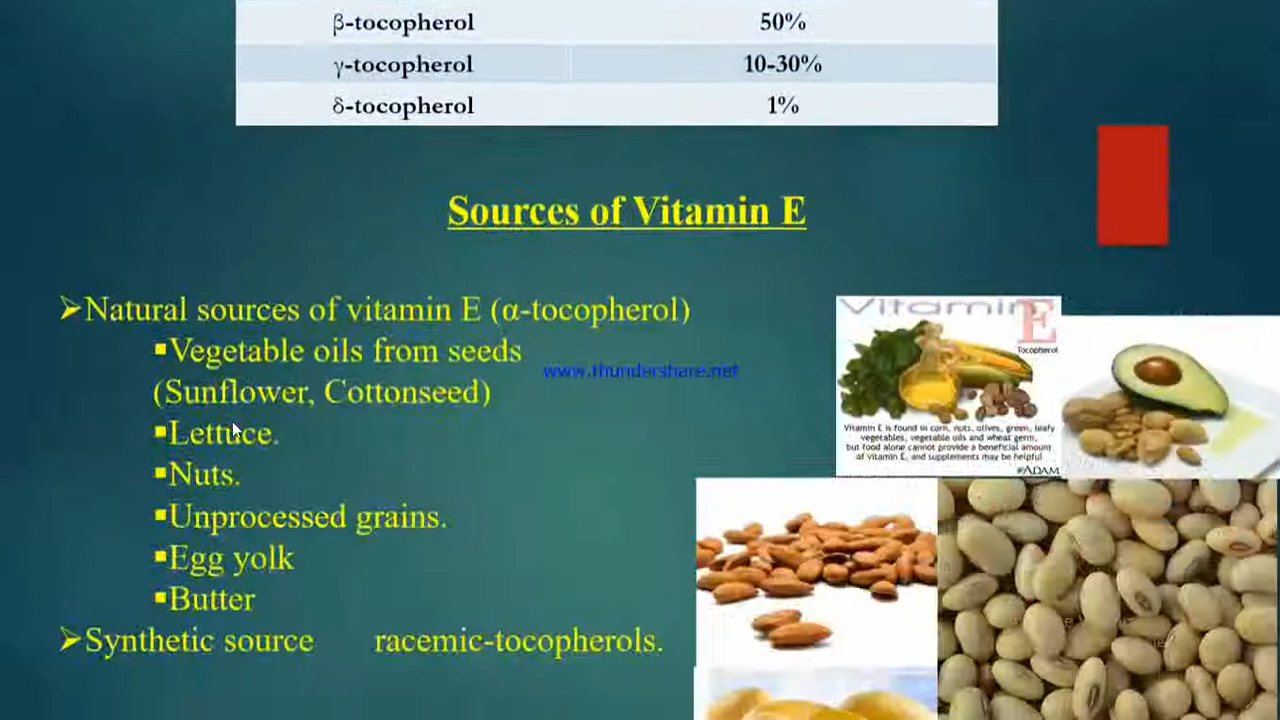 β-tocopherol 50%
γ-tocopherol 10-30%
δ-tocopherol 1%
Sources of Vitamin E
➢Natural sources of vitamin E (α-tocopherol)
▪Vegetable oils from seeds
(Sunflower, Cottonseed)
▪Lettuce.
▪Nuts.
▪Unprocessed grains.
▪Egg yolk
▪Butter
➢Synthetic source racemic-tocopherols.
www.thundershare.net
Vitamin E
Tocopherol
Vitamin E is found in corn, nuts, olives, green, leafy
vegetables, vegetable oils and wheat germ,
but food alone cannot provide a beneficial amount
of vitamin E, and supplements may be helpful
ADAM